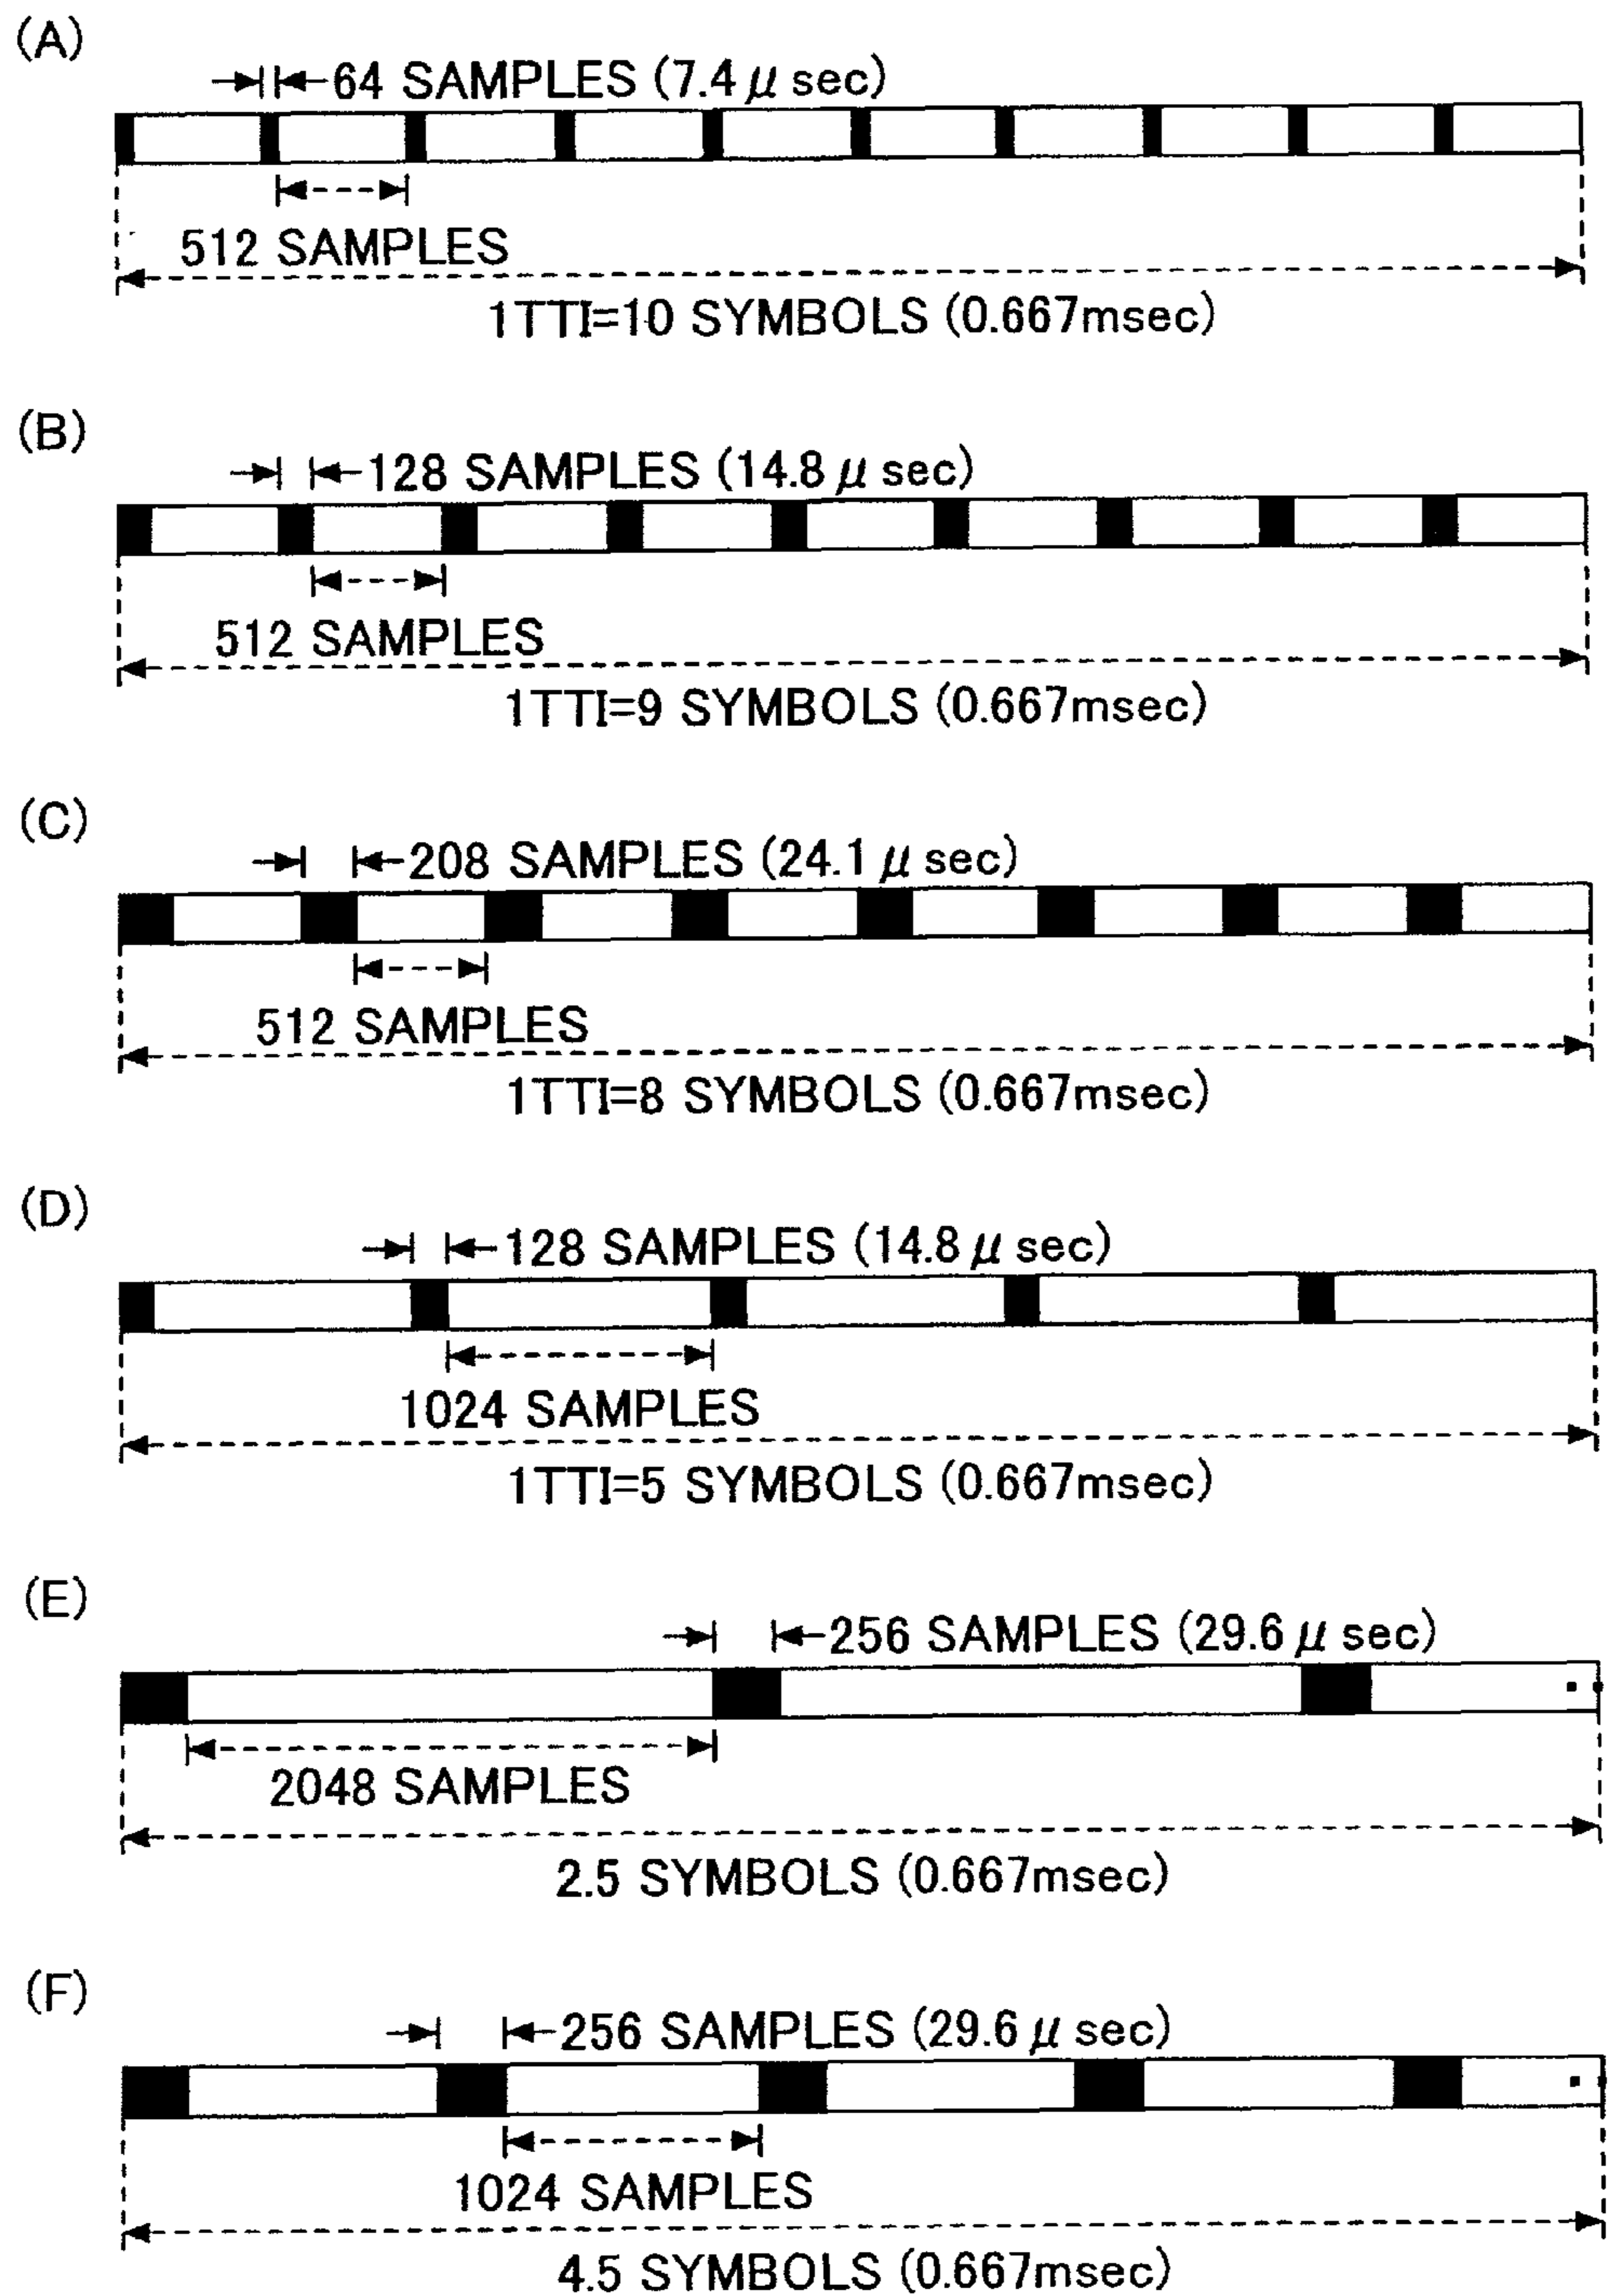 (A)
64 SAMPLES (7.4 μ sec)
512 SAMPLES
1TTI=10 SYMBOLS (0.667msec)
(B)
128 SAMPLES (14.8 μ sec)
512 SAMPLES
1TTI=9 SYMBOLS (0.667msec)
(C)
208 SAMPLES (24.1 μ sec)
512 SAMPLES
1TTI=8 SYMBOLS (0.667msec)
(D)
128 SAMPLES (14.8 μ sec)
1024 SAMPLES
1TTI=5 SYMBOLS (0.667msec)
(E)
256 SAMPLES (29.6 μ sec)
2048 SAMPLES
2.5 SYMBOLS (0.667msec)
(F)
256 SAMPLES (29.6 μ sec)
1024 SAMPLES
4.5 SYMBOLS (0.667msec)